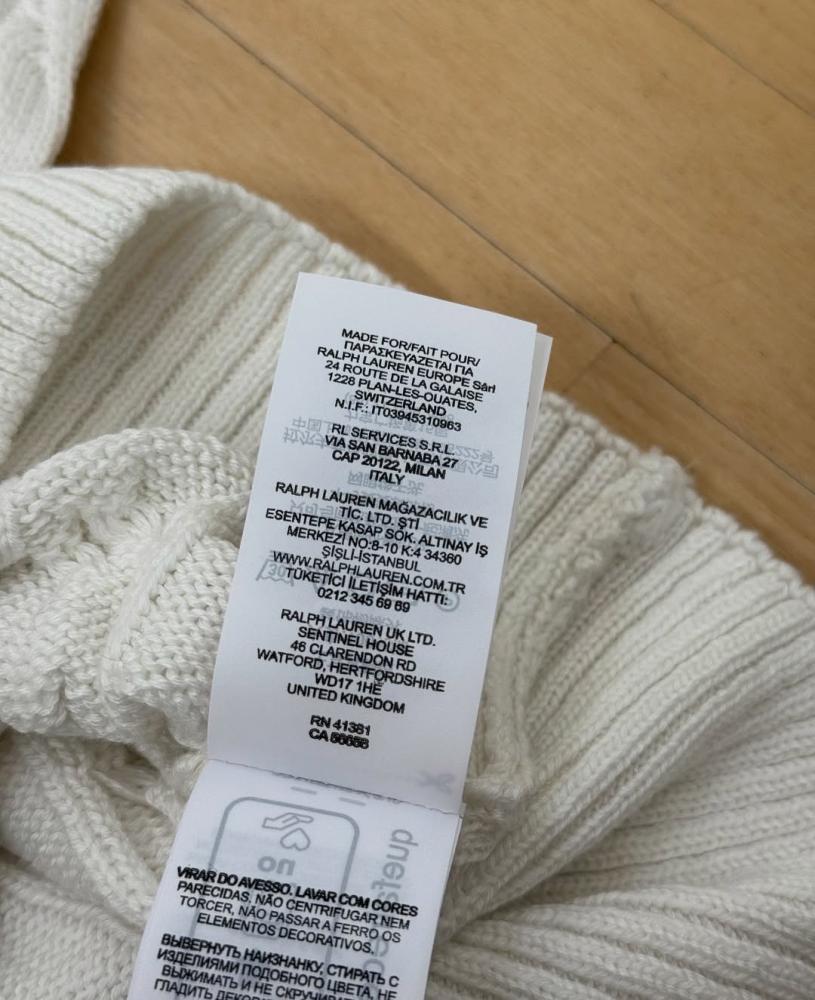 MADE FOR/FAIT POUR/
ΠΑΡΑΣΚΕΥΑΖΕΤΑΙ ΓΙΑ
RALPH LAUREN EUROPE Sàrl
24 ROUTE DE LA GALAISE
1228 PLAN-LES-OUATES,
SWITZERLAND
N.I.F.: IT03945310963
RL SERVICES S.R.L.
VIA SAN BARNABA 27
CAP 20122, MILAN
ITALY
RALPH LAUREN MAĞAZACILIK VE
TİC. LTD. ŞTİ
ESENTEPE KASAP SOK. ALTINAY İŞ
MERKEZİ NO:8-10 K:4 34360
ŞİŞLİ-İSTANBUL
WWW.RALPHLAUREN.COM.TR
TÜKETİCİ İLETİŞİM HATTI:
0212 345 69 69
RALPH LAUREN UK LTD.
SENTINEL HOUSE
46 CLARENDON RD
WATFORD, HERTFORDSHIRE
WD17 1HE
UNITED KINGDOM
RN 41381
CA
no
VIRAR DO AVESSO. LAVAR COM CORES
PARECIDAS. NÃO CENTRIFUGAR NEM
TORCER, NÃO PASSAR A FERRO OS
ELEMENTOS DECORATIVOS.
ВЫВЕРНУТЬ НАИЗНАНКУ, СТИРАТЬ С
ИЗДЕЛИЯМИ ПОДОБНОГО ЦВЕТА, НЕ
ВЫЖИМАТЬ И НЕ СКРУЧИВАТЬ
ГЛАДИТЬ